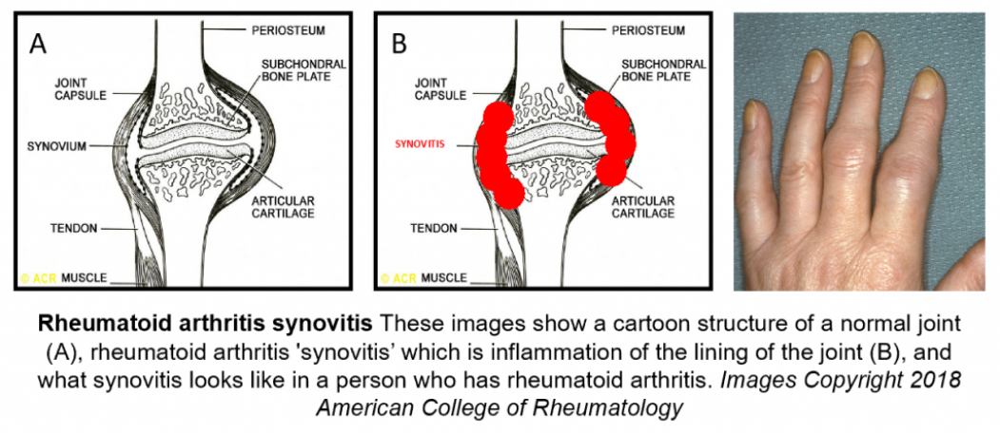 A
PERIOSTEUM
SUBCHONDRAL
BONE PLATE
JOINT
CAPSULE
SYNOVIUM
ARTICULAR
CARTILAGE
TENDON
© ACR MUSCLE
B
PERIOSTEUM
SUBCHONDRAL
BONE PLATE
JOINT
CAPSULE
SYNOVITIS
ARTICULAR
CARTILAGE
TENDON
© ACR MUSCLE
Rheumatoid arthritis synovitis These images show a cartoon structure of a normal joint
(A), rheumatoid arthritis 'synovitis’ which is inflammation of the lining of the joint (B), and
what synovitis looks like in a person who has rheumatoid arthritis. Images Copyright 2018
American College of Rheumatology